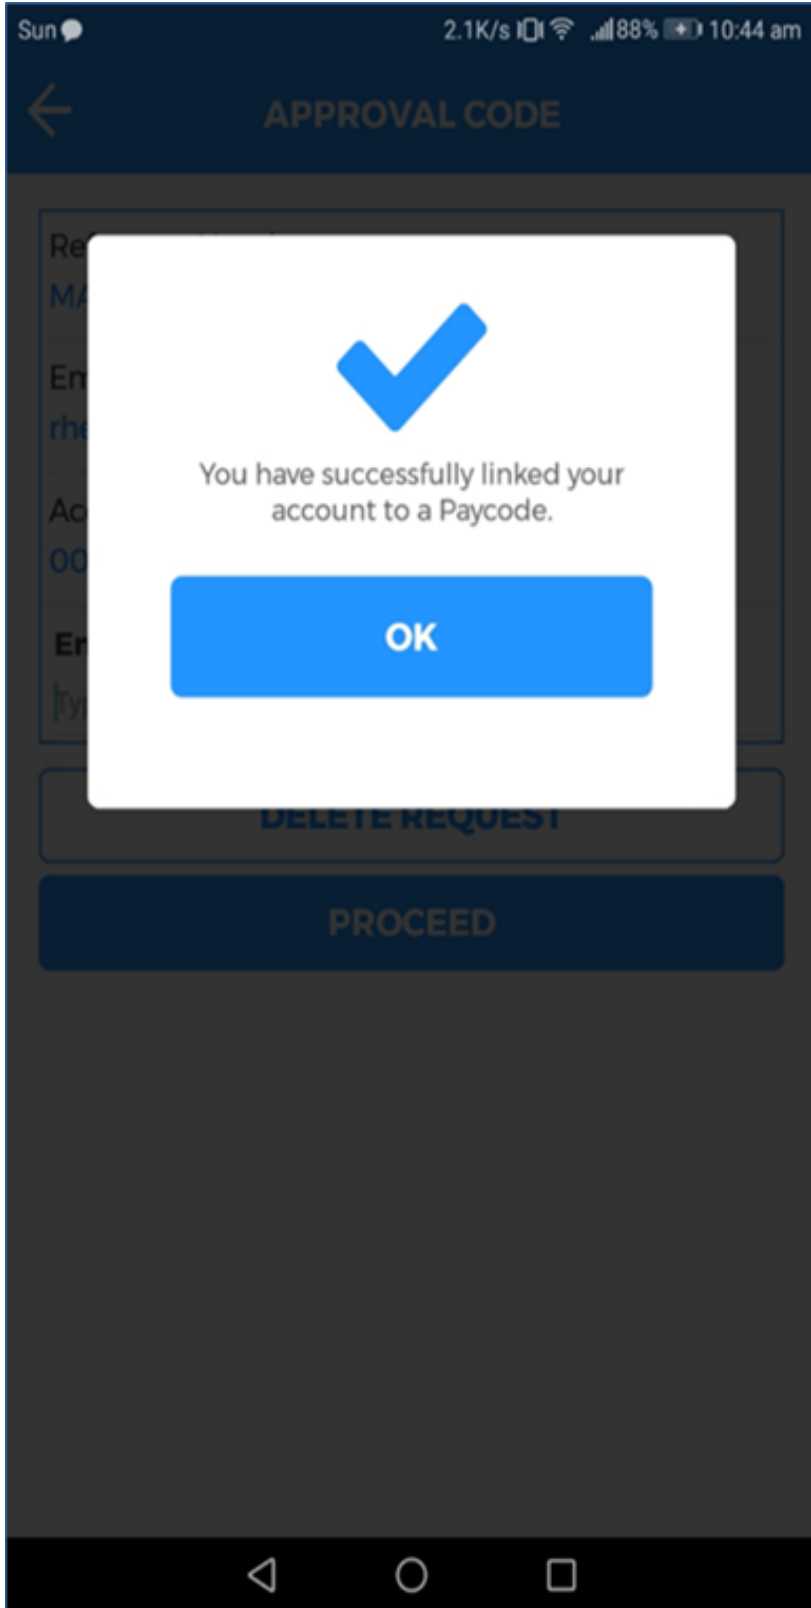 Sun 2.1K/s 88% 10:44 am
APPROVAL CODE
You have successfully linked your
account to a Paycode.
OK
DELETE REQUEST
PROCEED